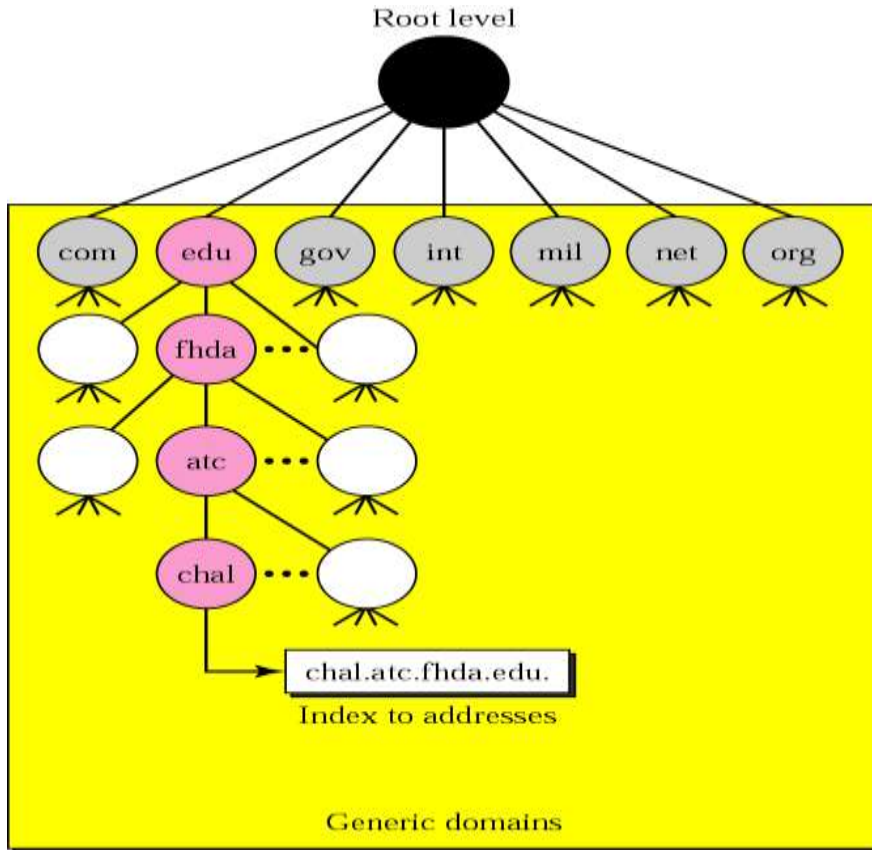 Root level
com edu gov int mil net org
fhda
atc
chal
chal.atc.fhda.edu.
Index to addresses
Generic domains